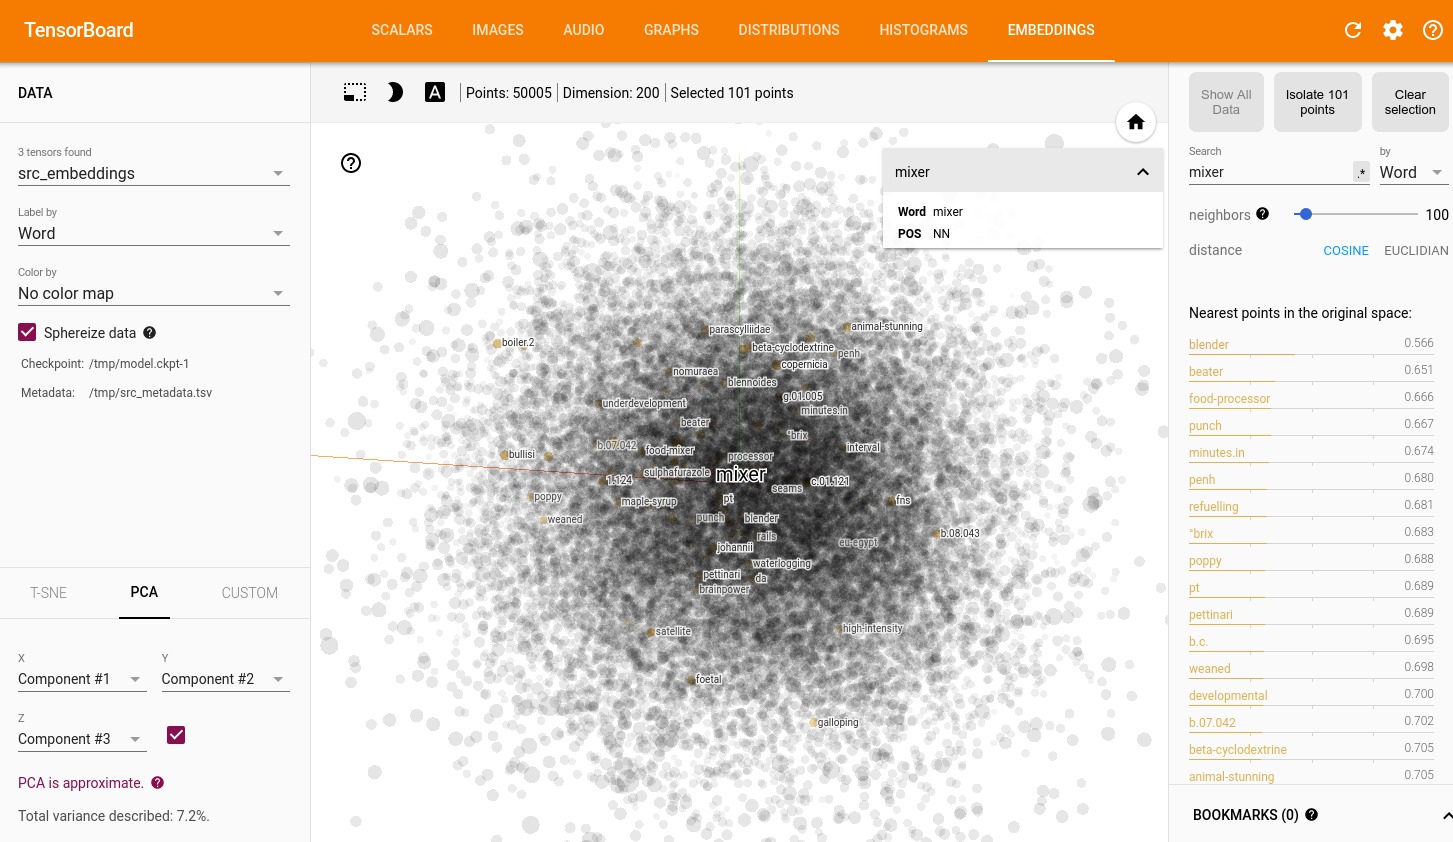 TensorBoard
SCALARS IMAGES AUDIO GRAPHS DISTRIBUTIONS HISTOGRAMS EMBEDDINGS
DATA
3 tensors found
src_embeddings
Label by
Word
Color by
No color map
Sphereize data
Checkpoint: /tmp/model.ckpt-1
Metadata: /tmp/src_metadata.tsv
T-SNE PCA CUSTOM
X Y
Component #1 Component #2
Z
Component #3
PCA is approximate.
Total variance described: 7.2%.
A Points: 50005 Dimension: 200 Selected 101 points
mixer
Word mixer
POS NN
parascylliidae
animal-stunning
boiler.2
beta-cyclodextrine
penh
copernicia
nomuraea
blennoides
g.01.005
underdevelopment
minutes.in
beater
°brix
b.07.042
food-mixer
interval
bullisi
processor
sulphafurazole
mixer
1.124
c.01.121
seams
poppy
maple-syrup
pt
fns
weaned
punch
blender
rails
b.08.043
eu-egypt
johannii
waterlogging
pettinari
da
brainpower
satellite
high-intensity
foetal
galloping
Show All Data
Isolate 101 points
Clear selection
Search by
mixer .* Word
neighbors 100
distance COSINE EUCLIDIAN
Nearest points in the original space:
blender 0.566
beater 0.651
food-processor 0.666
punch 0.667
minutes.in 0.674
penh 0.680
refuelling 0.681
°brix 0.683
poppy 0.688
pt 0.689
pettinari 0.689
b.c. 0.695
weaned 0.698
developmental 0.700
b.07.042 0.702
beta-cyclodextrine 0.705
animal-stunning 0.705
BOOKMARKS (0)